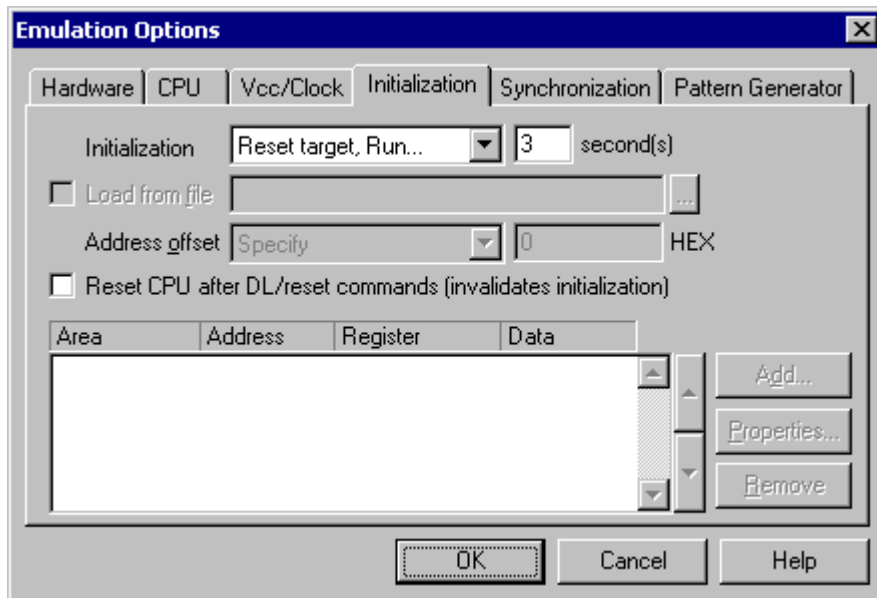 Emulation Options
Hardware CPU Vcc/Clock Initialization Synchronization Pattern Generator
Initialization Reset target, Run... 3 second(s)
Load from file ...
Address offset Specify 0 HEX
Reset CPU after DL/reset commands (invalidates initialization)
Area Address Register Data
Add...
Properties...
Remove
OK Cancel Help